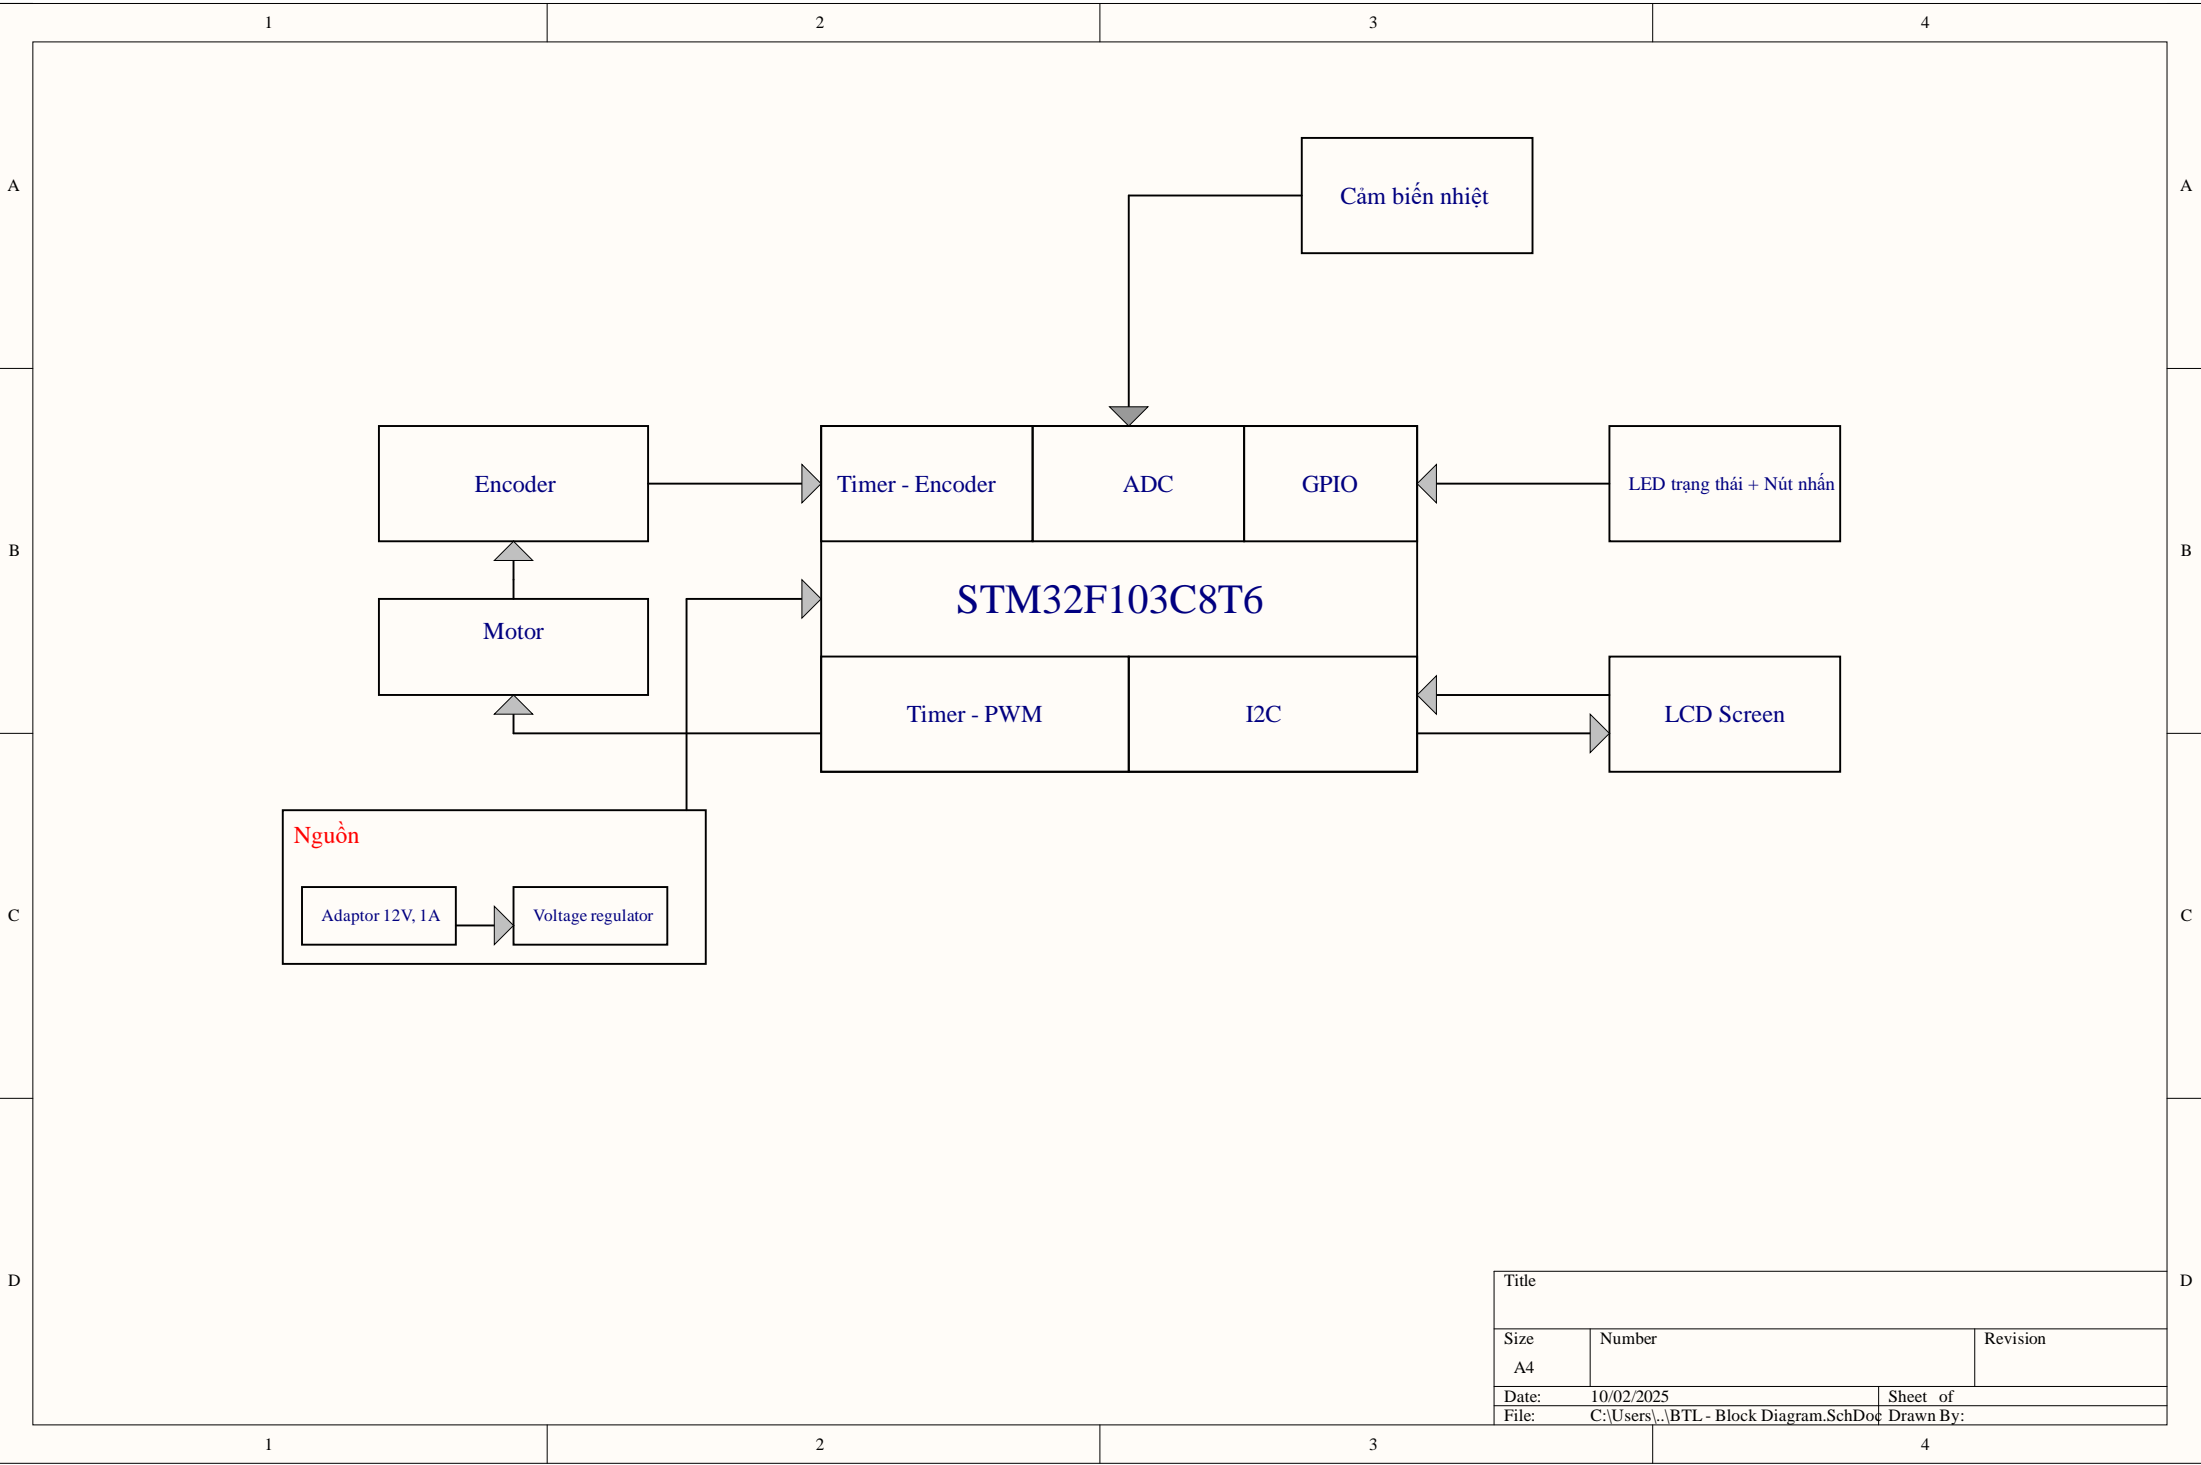 1 2 3 4
A A
Cảm biến nhiệt
B B
Encoder
Timer - Encoder
ADC
GPIO
LED trạng thái + Nút nhấn
Motor
STM32F103C8T6
Timer - PWM
I2C
LCD Screen
C C
Nguồn
Adaptor 12V, 1A
Voltage regulator
D D
Title
Size
Number
Revision
A4
Date: 10/02/2025 Sheet of
File: C:\Users\..\BTL - Block Diagram.SchDoc Drawn By:
1 2 3 4